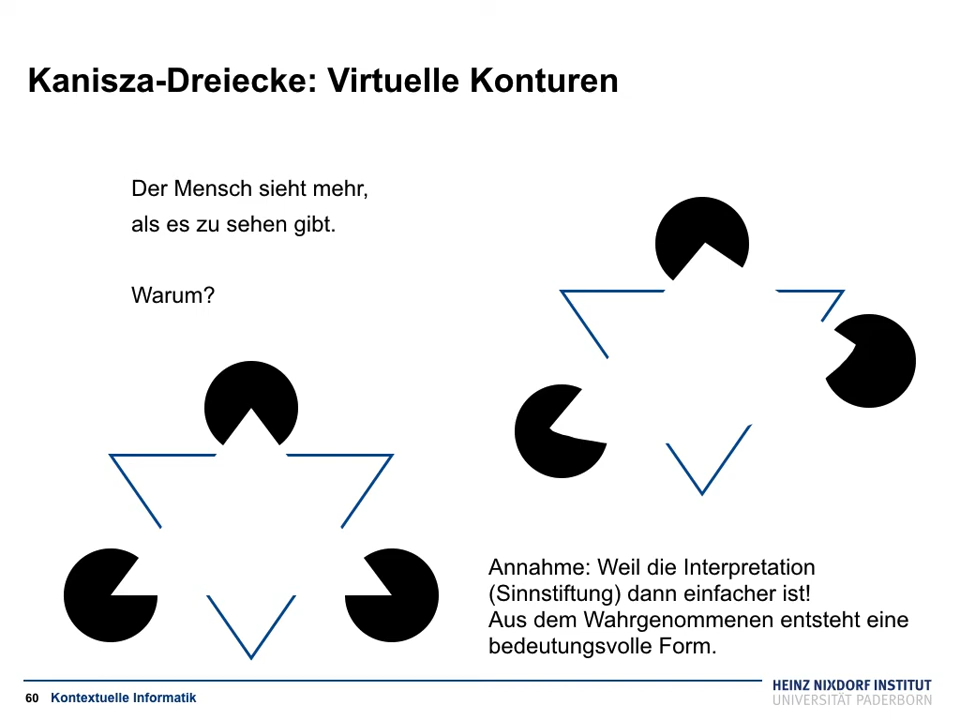 Kanisza-Dreiecke: Virtuelle Konturen
Der Mensch sieht mehr,
als es zu sehen gibt.
Warum?
Annahme: Weil die Interpretation
(Sinnstiftung) dann einfacher ist!
Aus dem Wahrgenommenen entsteht eine
bedeutungsvolle Form.
60 Kontextuelle Informatik
HEINZ NIXDORF INSTITUT
UNIVERSITÄT PADERBORN